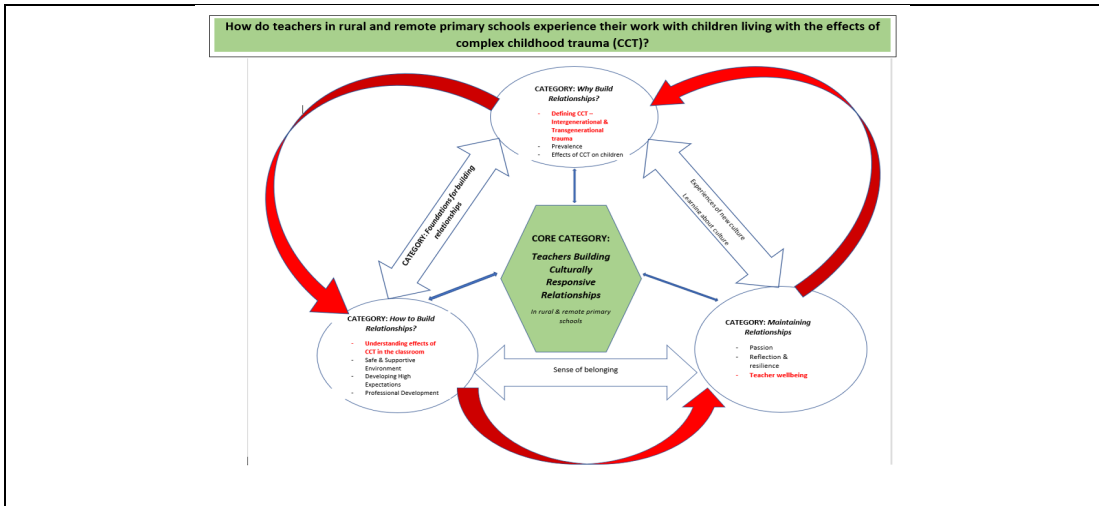 How do teachers in rural and remote primary schools experience their work with children living with the effects of
complex childhood trauma (CCT)?
CATEGORY: Why Build
Relationships?
- Defining CCT –
Intergenerational &
Transgenerational
trauma
- Prevalence
- Effects of CCT on children
CATEGORY: Foundations for building
relationships
Experiences of new culture
Learning about culture
CORE CATEGORY:
Teachers Building
Culturally
Responsive
Relationships
In rural & remote primary
schools
CATEGORY: How to Build
Relationships?
- Understanding effects of
CCT in the classroom
- Safe & Supportive
Environment
- Developing High
Expectations
- Professional Development
Sense of belonging
CATEGORY: Maintaining
Relationships
- Passion
- Reflection &
resilience
- Teacher wellbeing